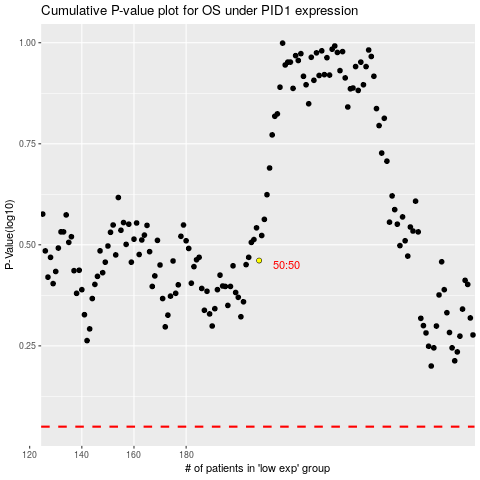 Cumulative P-value plot for OS under PID1 expression
P-Value(log10)
1.00
0.75
0.50
0.25
50:50
120 140 160 180
# of patients in 'low exp' group